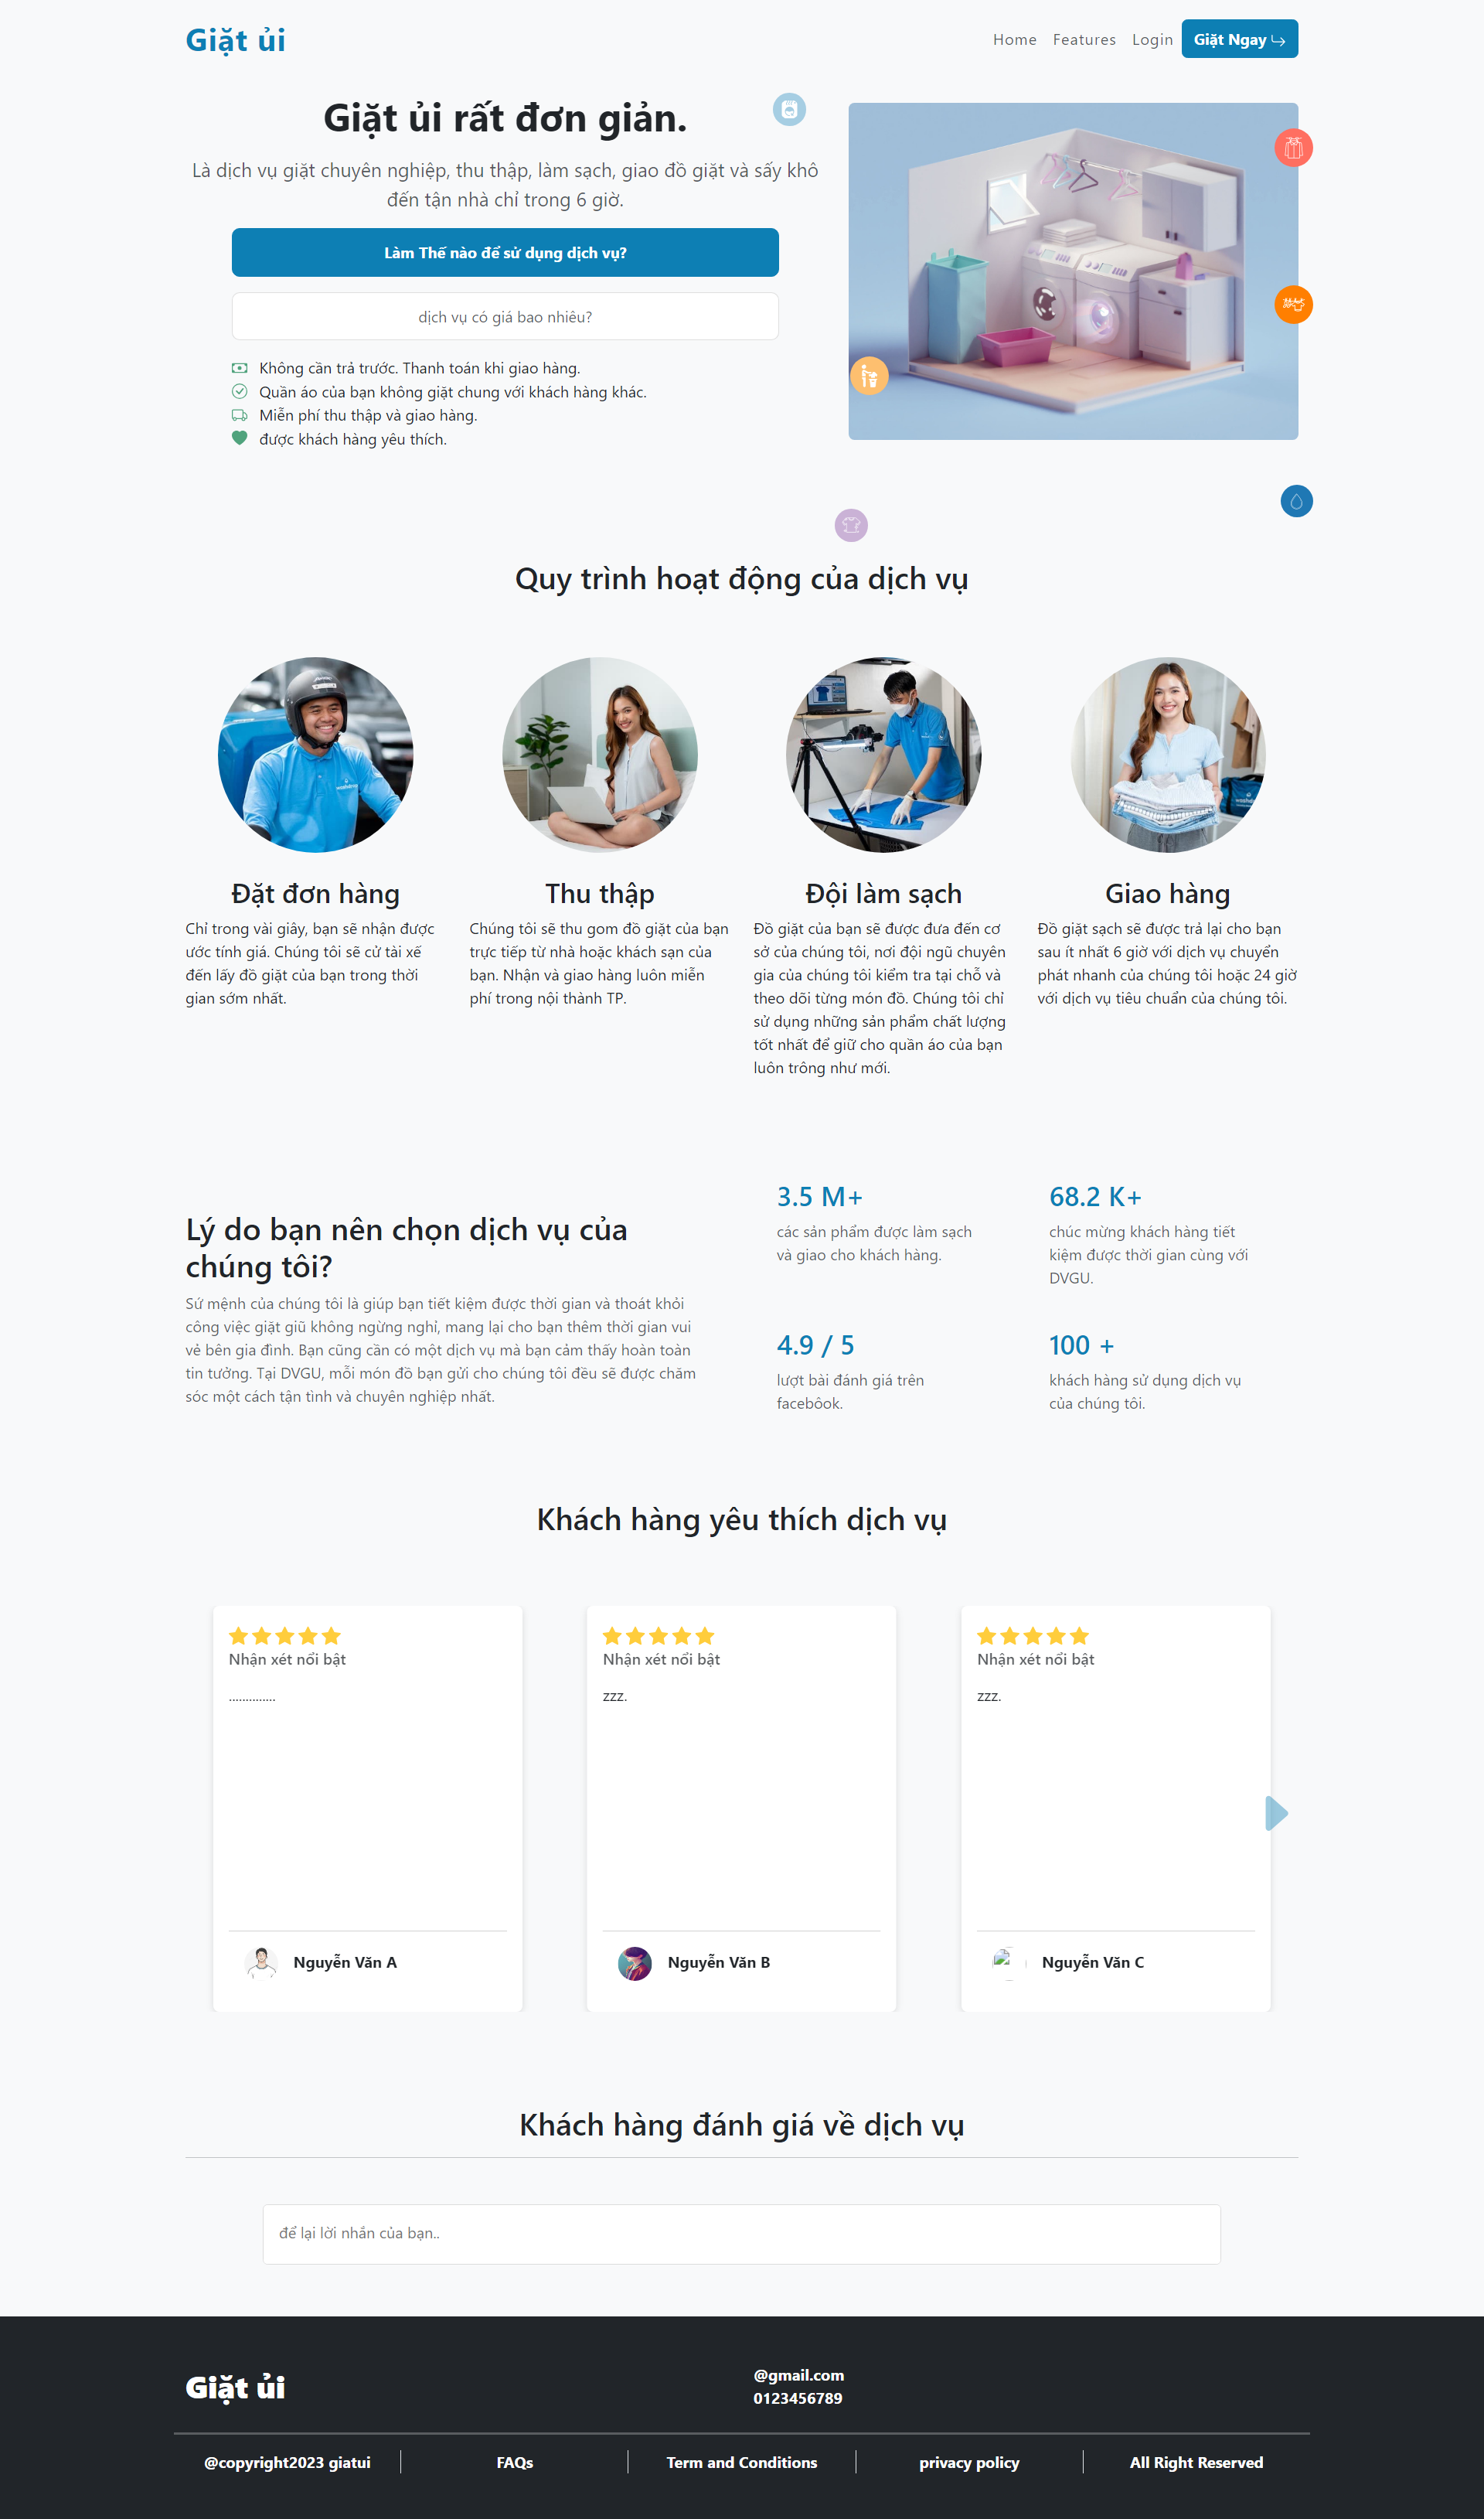 Giặt ủi
Home Features Login Giặt Ngay
Giặt ủi rất đơn giản.
Là dịch vụ giặt chuyên nghiệp, thu thập, làm sạch, giao đồ giặt và sấy khô
đến tận nhà chỉ trong 6 giờ.
Làm Thế nào để sử dụng dịch vụ?
dịch vụ có giá bao nhiêu?
Không cần trả trước. Thanh toán khi giao hàng.
Quần áo của bạn không giặt chung với khách hàng khác.
Miễn phí thu thập và giao hàng.
được khách hàng yêu thích.
Quy trình hoạt động của dịch vụ
Đặt đơn hàng
Chỉ trong vài giây, bạn sẽ nhận được
ước tính giá. Chúng tôi sẽ cử tài xế
đến lấy đồ giặt của bạn trong thời
gian sớm nhất.
Thu thập
Chúng tôi sẽ thu gom đồ giặt của bạn
trực tiếp từ nhà hoặc khách sạn của
bạn. Nhận và giao hàng luôn miễn
phí trong nội thành TP.
Đội làm sạch
Đồ giặt của bạn sẽ được đưa đến cơ
sở của chúng tôi, nơi đội ngũ chuyên
gia của chúng tôi kiểm tra tại chỗ và
theo dõi từng món đồ. Chúng tôi chỉ
sử dụng những sản phẩm chất lượng
tốt nhất để giữ cho quần áo của bạn
luôn trông như mới.
Giao hàng
Đồ giặt sạch sẽ được trả lại cho bạn
sau ít nhất 6 giờ với dịch vụ chuyển
phát nhanh của chúng tôi hoặc 24 giờ
với dịch vụ tiêu chuẩn của chúng tôi.
Lý do bạn nên chọn dịch vụ của
chúng tôi?
Sứ mệnh của chúng tôi là giúp bạn tiết kiệm được thời gian và thoát khỏi
công việc giặt giũ không ngừng nghỉ, mang lại cho bạn thêm thời gian vui
vẻ bên gia đình. Bạn cũng cần có một dịch vụ mà bạn cảm thấy hoàn toàn
tin tưởng. Tại DVGU, mỗi món đồ bạn gửi cho chúng tôi đều sẽ được chăm
sóc một cách tận tình và chuyên nghiệp nhất.
3.5 M+
các sản phẩm được làm sạch
và giao cho khách hàng.
68.2 K+
chúc mừng khách hàng tiết
kiệm được thời gian cùng với
DVGU.
4.9 / 5
lượt bài đánh giá trên
facebôok.
100 +
khách hàng sử dụng dịch vụ
của chúng tôi.
Khách hàng yêu thích dịch vụ
Nhận xét nổi bật
..............
Nguyễn Văn A
Nhận xét nổi bật
zzz.
Nguyễn Văn B
Nhận xét nổi bật
zzz.
Nguyễn Văn C
Khách hàng đánh giá về dịch vụ
để lại lời nhắn của bạn..
Giặt ủi
@gmail.com
0123456789
@copyright2023 giatui
FAQs
Term and Conditions
privacy policy
All Right Reserved